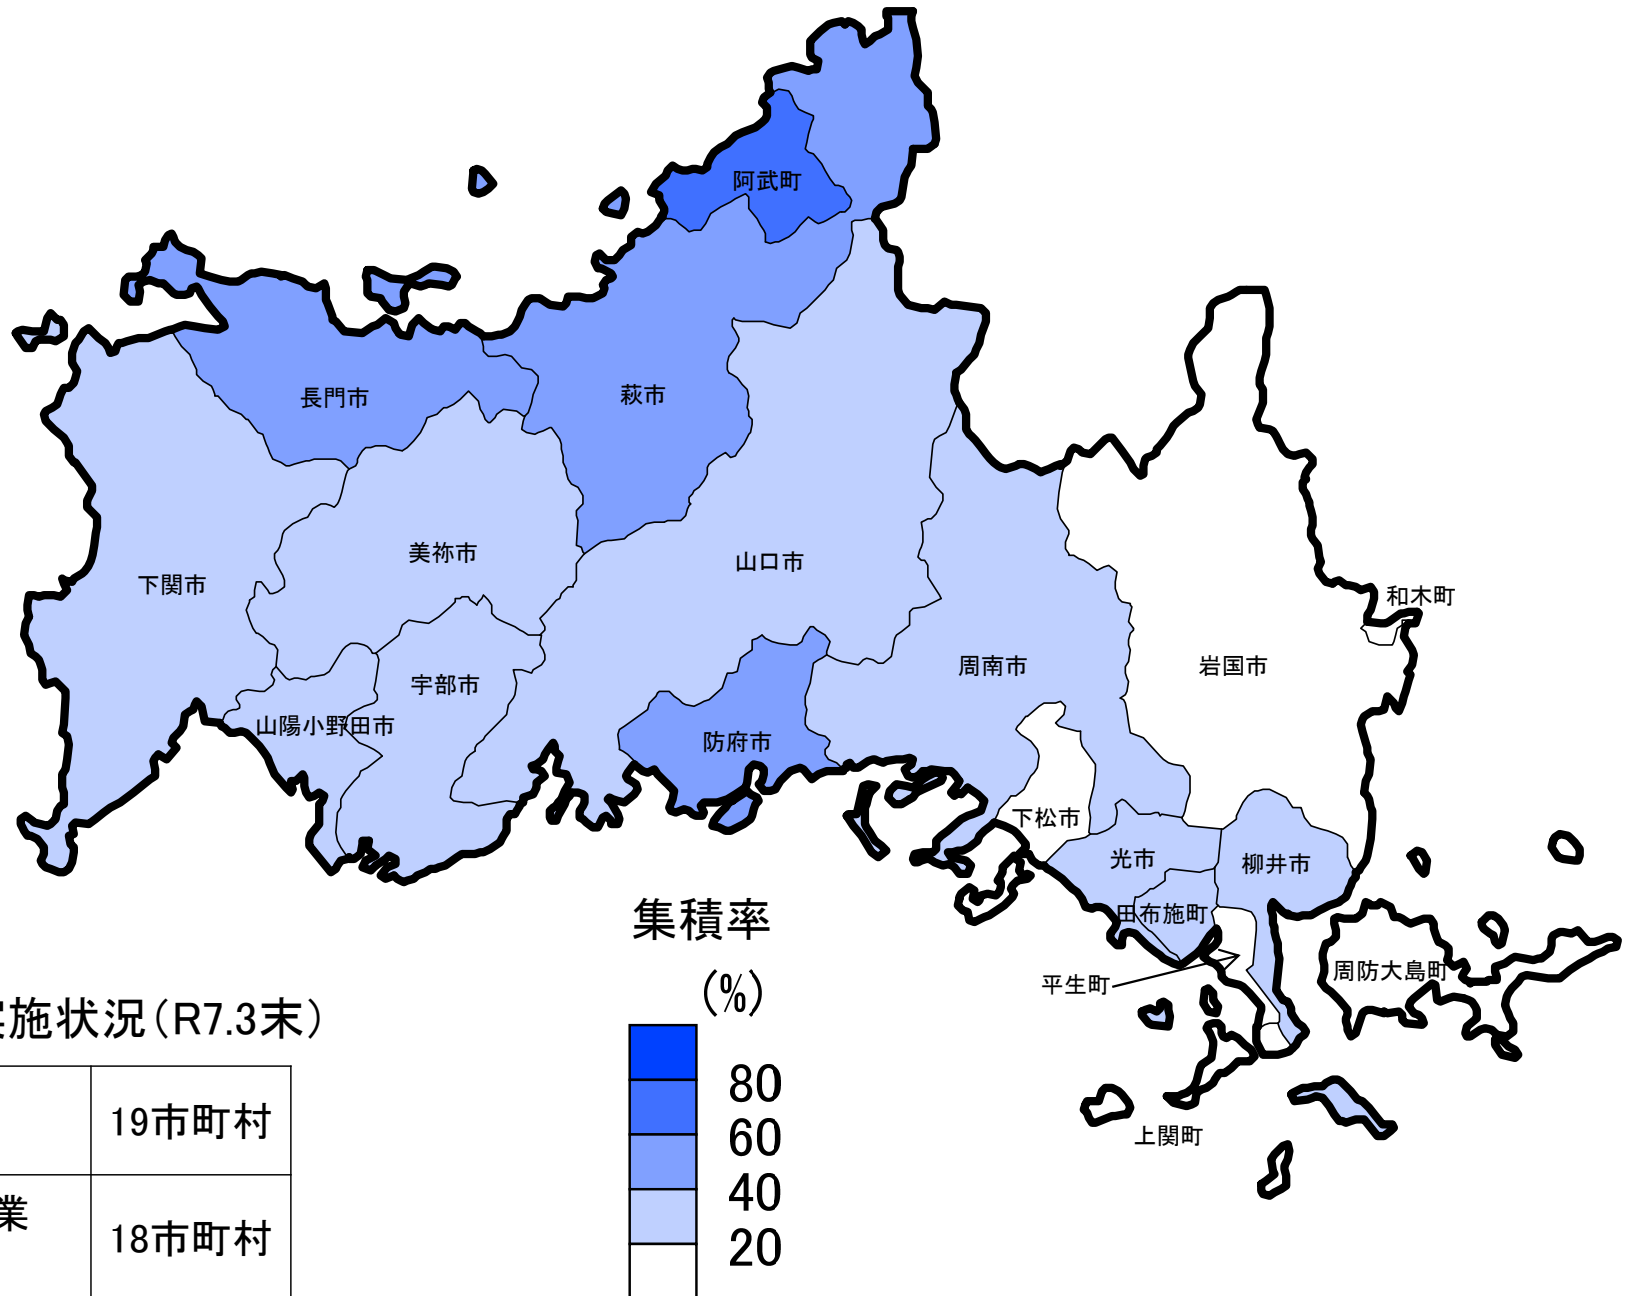 阿武町
長門市
萩市
美祢市
山口市
下関市
和木町
周南市
岩国市
宇部市
山陽小野田市
防府市
下松市
光市
柳井市
田布施町
周防大島町
平生町
上関町
集積率
(%)
80
60
40
20
施状況(R7.3末)
19市町村
業
18市町村